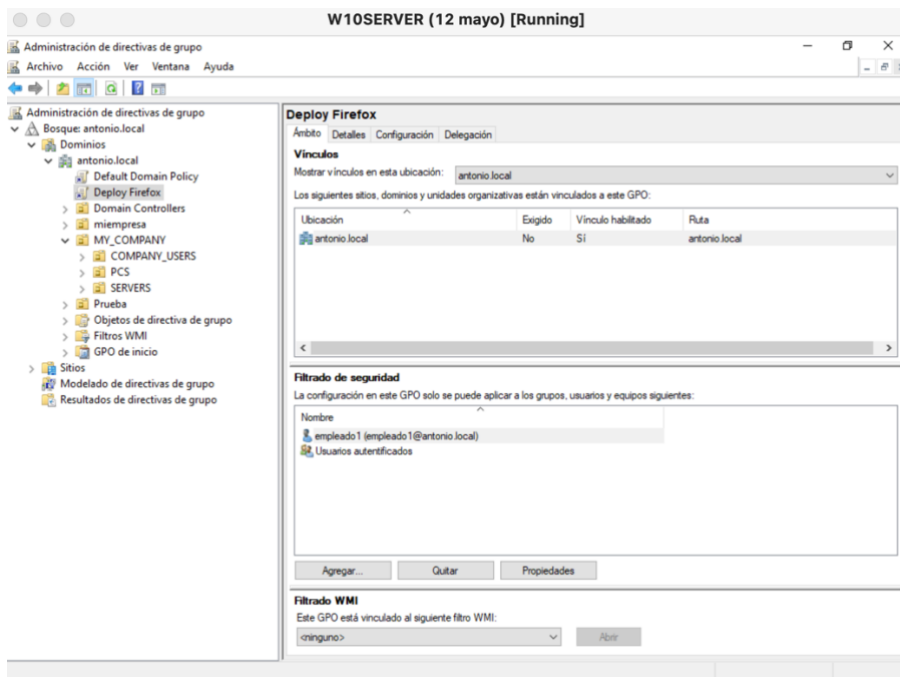 W10SERVER (12 mayo) [Running]
Administración de directivas de grupo
Archivo Acción Ver Ventana Ayuda
Administración de directivas de grupo
Bosque: antonio.local
Dominios
antonio.local
Default Domain Policy
Deploy Firefox
Domain Controllers
miempresa
MY_COMPANY
COMPANY_USERS
PCS
SERVERS
Prueba
Objetos de directiva de grupo
Filtros WMI
GPO de inicio
Sitios
Modelado de directivas de grupo
Resultados de directivas de grupo
Deploy Firefox
Ámbito Detalles Configuración Delegación
Vínculos
Mostrar vínculos en esta ubicación: antonio.local
Los siguientes sitios, dominios y unidades organizativas están vinculados a este GPO:
Ubicación Exigido Vínculo habilitado Ruta
antonio.local No Sí antonio.local
Filtrado de seguridad
La configuración en este GPO solo se puede aplicar a los grupos, usuarios y equipos siguientes:
Nombre
empleado1 (empleado1@antonio.local)
Usuarios autentificados
Agregar... Quitar Propiedades
Filtrado WMI
Este GPO está vinculado al siguiente filtro WMI:
<ninguno> Abrir